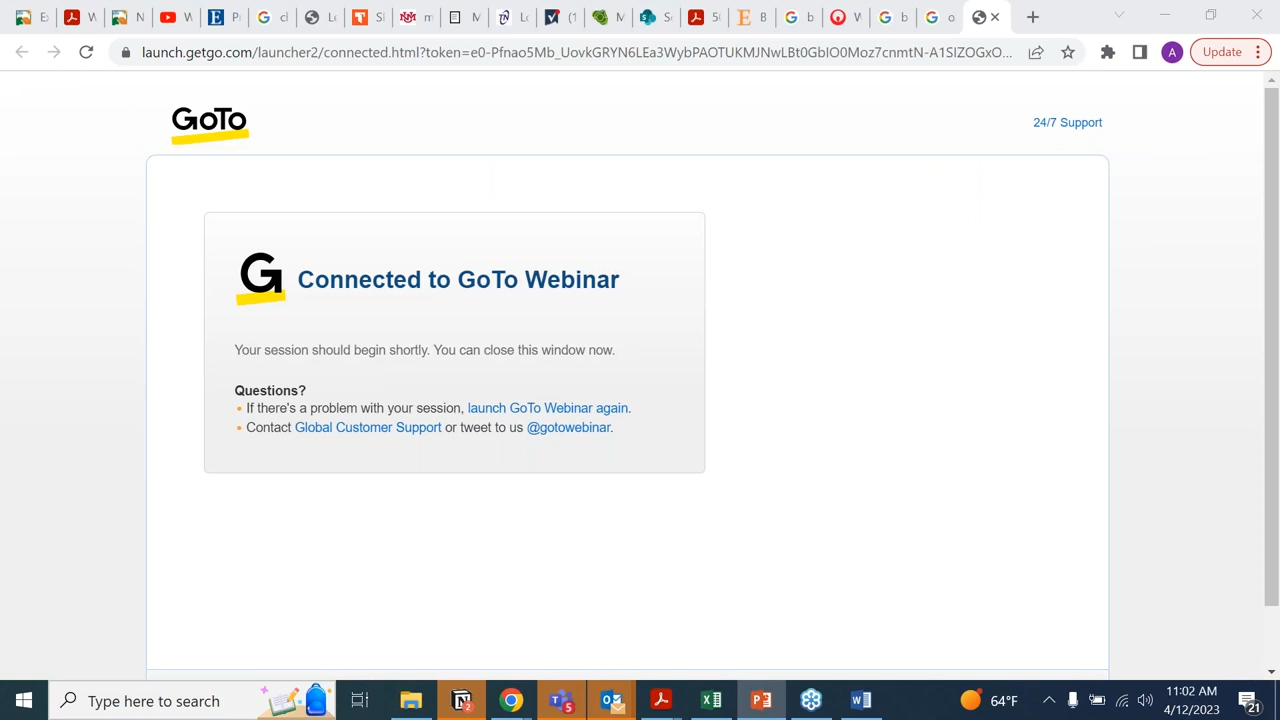 launch.getgo.com/launcher2/connected.html?token=e0-Pfnao5Mb_UovkGRYN6LEa3WybPAOTUKMJNwLBt0GbIO0Moz7cnmtN-A1SIZOGxO...
A
Update
GoTo
24/7 Support
G
Connected to GoTo Webinar
Your session should begin shortly. You can close this window now.
Questions?
• If there's a problem with your session, launch GoTo Webinar again.
• Contact Global Customer Support or tweet to us @gotowebinar.
Type here to search
64°F
11:02 AM
4/12/2023
21